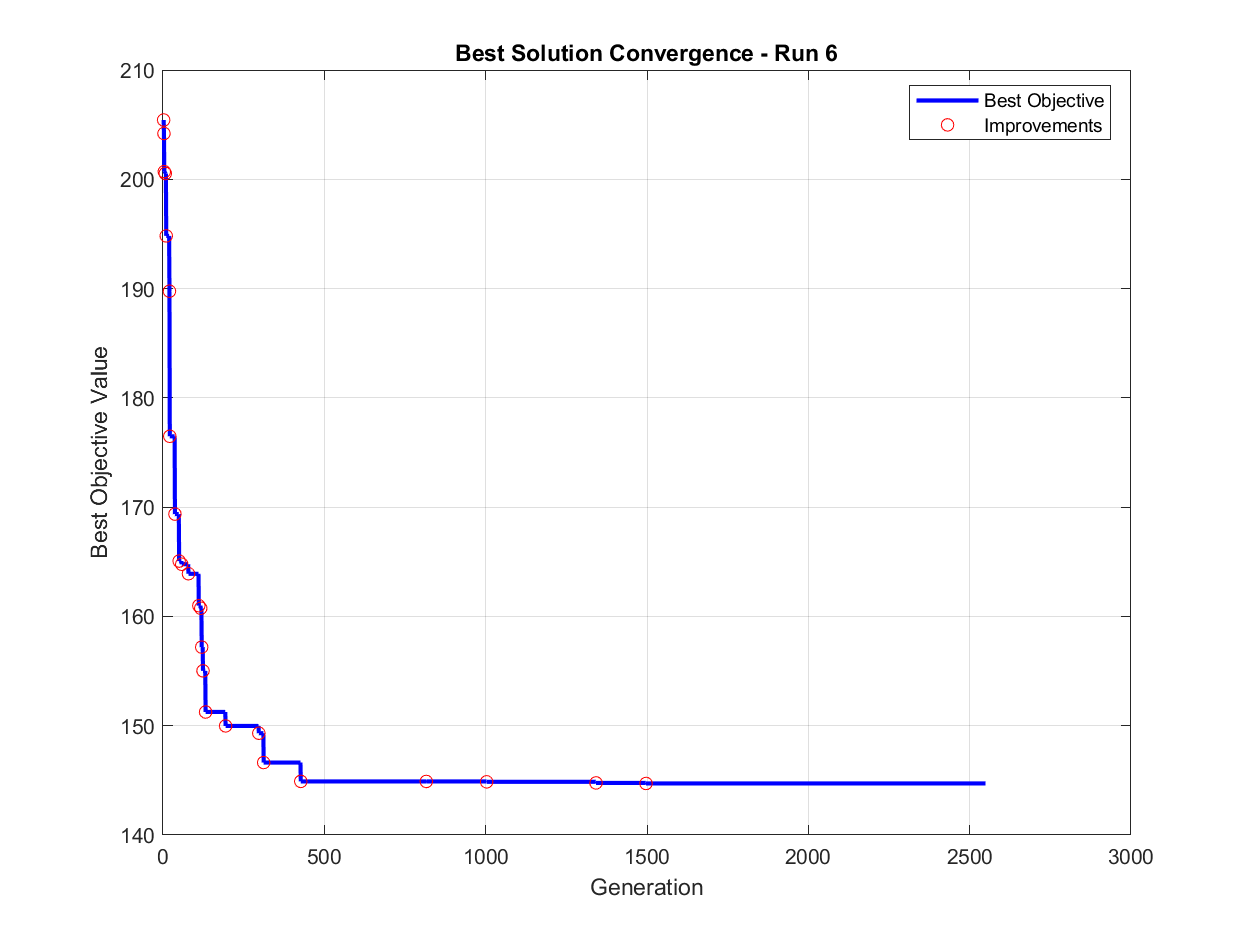 Best Solution Convergence - Run 6
210
200
190
180
170
160
150
140
Best Objective Value
Best Objective
Improvements
0 500 1000 1500 2000 2500 3000
Generation